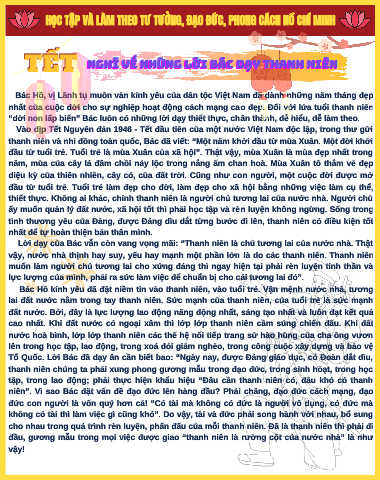 HỌC TẬP VÀ LÀM THEO TƯ TƯỞNG, ĐẠO ĐỨC, PHONG CÁCH HỒ CHÍ MINH
TẾT NGHĨ VỀ NHỮNG LỜI BÁC DẠY THANH NIÊN
Bác Hồ, vị Lãnh tụ muôn vàn kính yêu của dân tộc Việt Nam đã dành những năm tháng đẹp
nhất của cuộc đời cho sự nghiệp hoạt động cách mạng cao đẹp. Đối với lứa tuổi thanh niên
"dời non lấp biển" Bác luôn có những lời dạy thiết thực, chân thành, dễ hiểu, dễ làm theo.
Vào dịp Tết Nguyên đán 1946 - Tết đầu tiên của một nước Việt Nam độc lập, trong thư gửi
thanh niên và nhi đồng toàn quốc, Bác đã viết: "Một năm khởi đầu từ mùa Xuân. Một đời khởi
đầu từ tuổi trẻ. Tuổi trẻ là mùa Xuân của xã hội". Thật vậy, mùa Xuân là mùa đẹp nhất trong
năm, mùa của cây lá đâm chồi nảy lộc trong nắng ấm chan hoà. Mùa Xuân tô thắm vẻ đẹp
diệu kỳ của thiên nhiên, cây cỏ, của đất trời. Cũng như con người, một cuộc đời được mở
đầu từ tuổi trẻ. Tuổi trẻ làm đẹp cho đời, làm đẹp cho xã hội bằng những việc làm cụ thể,
thiết thực. Không ai khác, chính thanh niên là người chủ tương lai của nước nhà. Người chủ
ấy muốn quản lý đất nước, xã hội tốt thì phải học tập và rèn luyện không ngừng. Sống trong
tình thương yêu của Đảng, được Đảng dìu dắt từng bước đi lên, thanh niên có điều kiện tốt
nhất để tự hoàn thiện bản thân mình.
Lời dạy của Bác vẫn còn vang vọng mãi: "Thanh niên là chủ tương lai của nước nhà. Thật
vậy, nước nhà thịnh hay suy, yếu hay mạnh một phần lớn là do các thanh niên. Thanh niên
muốn làm người chủ tương lai cho xứng đáng thì ngay hiện tại phải rèn luyện tinh thần và
lực lượng của mình, phải ra sức làm việc để chuẩn bị cho cái tương lai đó".
Bác Hồ kính yêu đã đặt niềm tin vào thanh niên, vào tuổi trẻ. Vận mệnh nước nhà, tương
lai đất nước nằm trong tay thanh niên. Sức mạnh của thanh niên, của tuổi trẻ là sức mạnh
đất nước. Bởi, đây là lực lượng lao động năng động nhất, sáng tạo nhất và luôn đạt kết quả
cao nhất. Khi đất nước có ngoại xâm thì lớp lớp thanh niên cầm súng chiến đấu. Khi đất
nước hoà bình, lớp lớp thanh niên các thế hệ nối tiếp trang sử hào hùng của cha ông vươn
lên trong học tập, lao động, trong xoá đói giảm nghèo, trong công cuộc xây dựng và bảo vệ
Tổ Quốc. Lời Bác đã dạy ân cần biết bao: "Ngày nay, được Đảng giáo dục, có Đoàn dắt dìu,
thanh niên chúng ta phải xung phong gương mẫu trong đạo đức, trong sinh hoạt, trong học
tập, trong lao động; phải thực hiện khẩu hiệu "Đâu cần thanh niên có, đâu khó có thanh
niên". Vì sao Bác đặt vấn đề đạo đức lên hàng đầu? Phải chăng, đạo đức cách mạng, đạo
đức con người là vốn quý hơn cả! "Có tài mà không có đức là người vô dụng, có đức mà
không có tài thì làm việc gì cũng khó". Do vậy, tài và đức phải song hành với nhau, bổ sung
cho nhau trong quá trình rèn luyện, phấn đấu của mỗi thanh niên. Đã là thanh niên thì phải đi
đầu, gương mẫu trong mọi việc được giao "thanh niên là rường cột của nước nhà" là như
vậy!